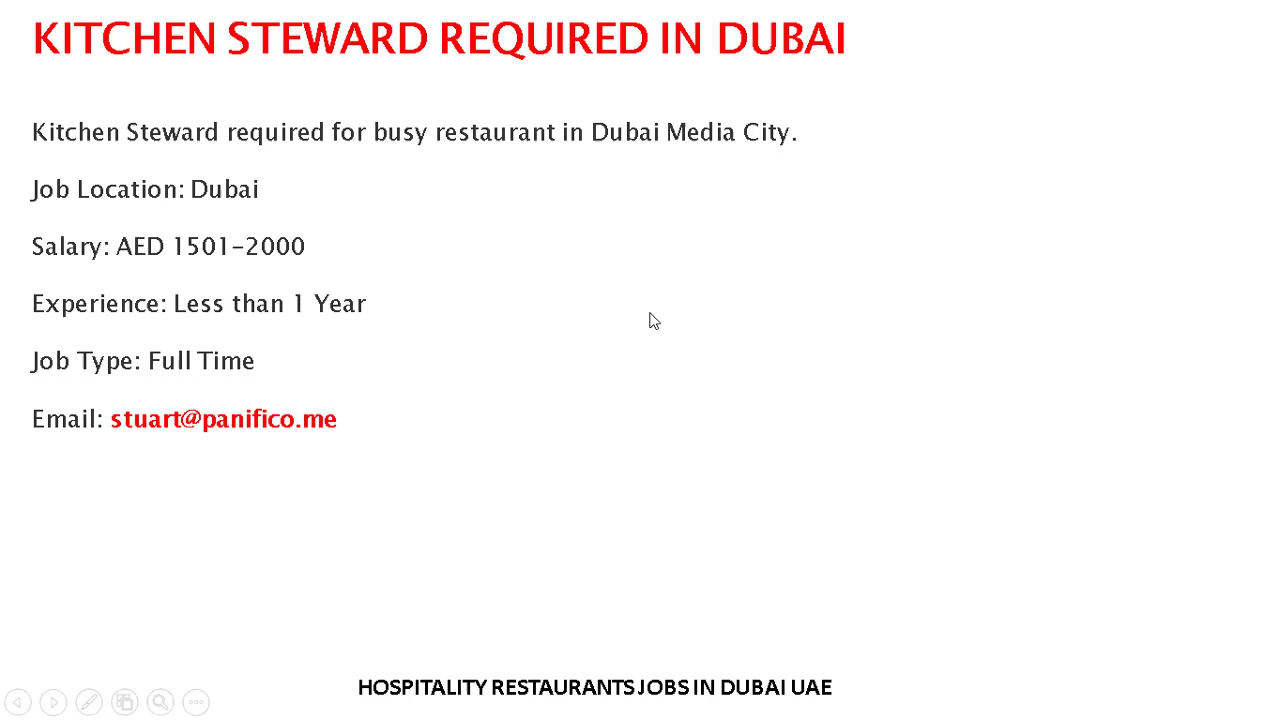 KITCHEN STEWARD REQUIRED IN DUBAI
Kitchen Steward required for busy restaurant in Dubai Media City.
Job Location: Dubai
Salary: AED 1501-2000
Experience: Less than 1 Year
Job Type: Full Time
Email: stuart@panifico.me
HOSPITALITY RESTAURANTS JOBS IN DUBAI UAE